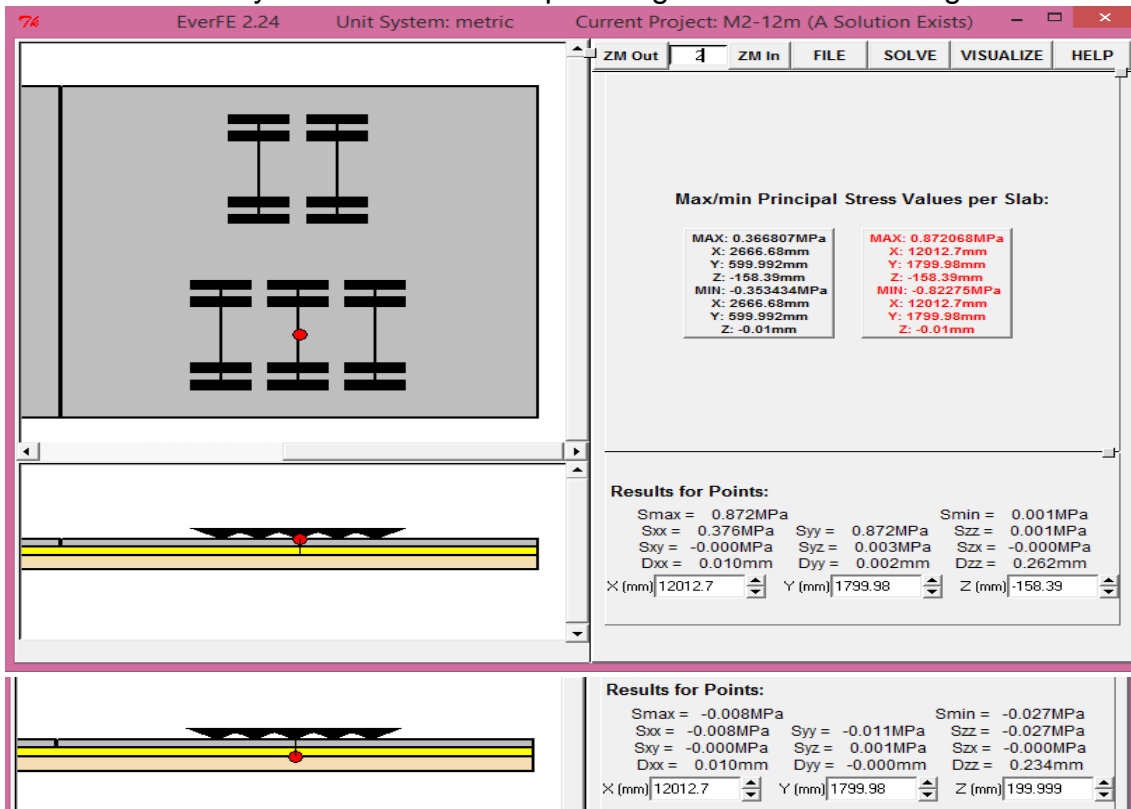 EverFE 2.24 Unit System: metric Current Project: M2-12m (A Solution Exists)
ZM Out 2 ZM In FILE SOLVE VISUALIZE HELP
Max/min Principal Stress Values per Slab:
MAX: 0.366807MPa
X: 2666.68mm
Y: 599.992mm
Z: -158.39mm
MIN: -0.353434MPa
X: 2666.68mm
Y: 599.992mm
Z: -0.01mm
MAX: 0.872068MPa
X: 12012.7mm
Y: 1799.98mm
Z: -158.39mm
MIN: -0.82275MPa
X: 12012.7mm
Y: 1799.98mm
Z: -0.01mm
Results for Points:
Smax = 0.872MPa Smin = 0.001MPa
Sxx = 0.376MPa Syy = 0.872MPa Szz = 0.001MPa
Sxy = -0.000MPa Syz = 0.003MPa Szx = -0.000MPa
Dxx = 0.010mm Dyy = 0.002mm Dzz = 0.262mm
X (mm) 12012.7 Y (mm) 1799.98 Z (mm) -158.39
Results for Points:
Smax = -0.008MPa Smin = -0.027MPa
Sxx = -0.008MPa Syy = -0.011MPa Szz = -0.027MPa
Sxy = -0.000MPa Syz = 0.001MPa Szx = -0.000MPa
Dxx = 0.010mm Dyy = -0.000mm Dzz = 0.234mm
X (mm) 12012.7 Y (mm) 1799.98 Z (mm) 199.999